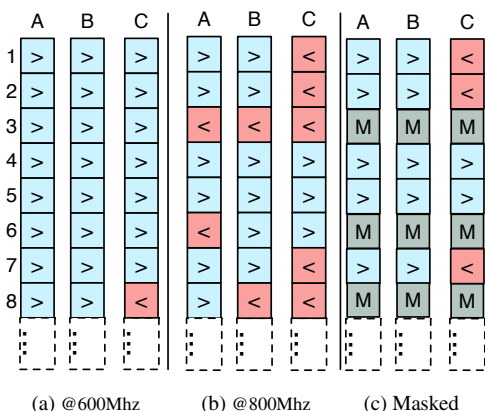 A B C A B C A B C
1 > > > > > < > > <
2 > > > > > < > > <
3 > > > < < < M M M
4 > > > > > > > > >
5 > > > > > > > > >
6 > > > < > > M M M
7 > > > > > < > > <
8 > > < > < < M M M
(a) @600Mhz (b) @800Mhz (c) Masked